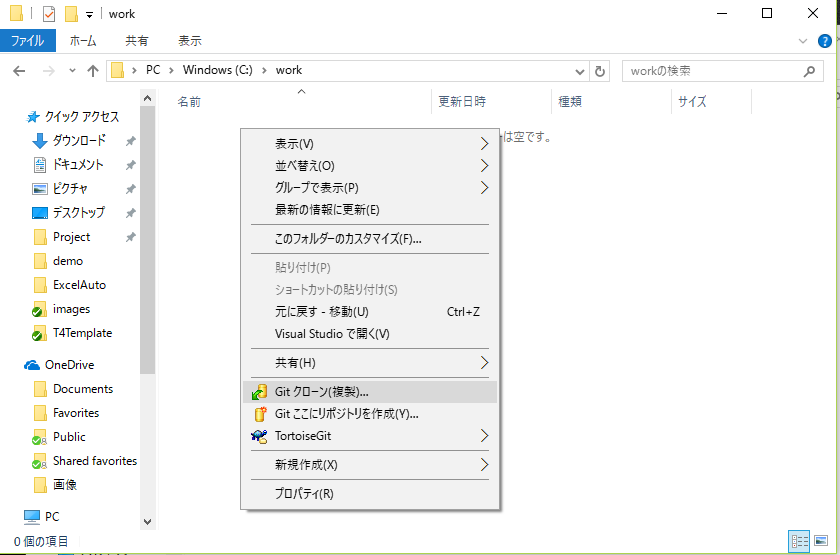 work
ファイル ホーム 共有 表示
PC Windows (C:) work
workの検索
名前 更新日時 種類 サイズ
は空です。
クイック アクセス
ダウンロード
ドキュメント
ピクチャ
デスクトップ
Project
demo
ExcelAuto
images
T4Template
OneDrive
Documents
Favorites
Public
Shared favorites
画像
PC
表示(V)
並べ替え(O)
グループで表示(P)
最新の情報に更新(E)
このフォルダーのカスタマイズ(F)...
貼り付け(P)
ショートカットの貼り付け(S)
元に戻す - 移動(U) Ctrl+Z
Visual Studio で開く(V)
共有(H)
Git クローン(複製)...
Git ここにリポジトリを作成(Y)...
TortoiseGit
新規作成(X)
プロパティ(R)
0 個の項目